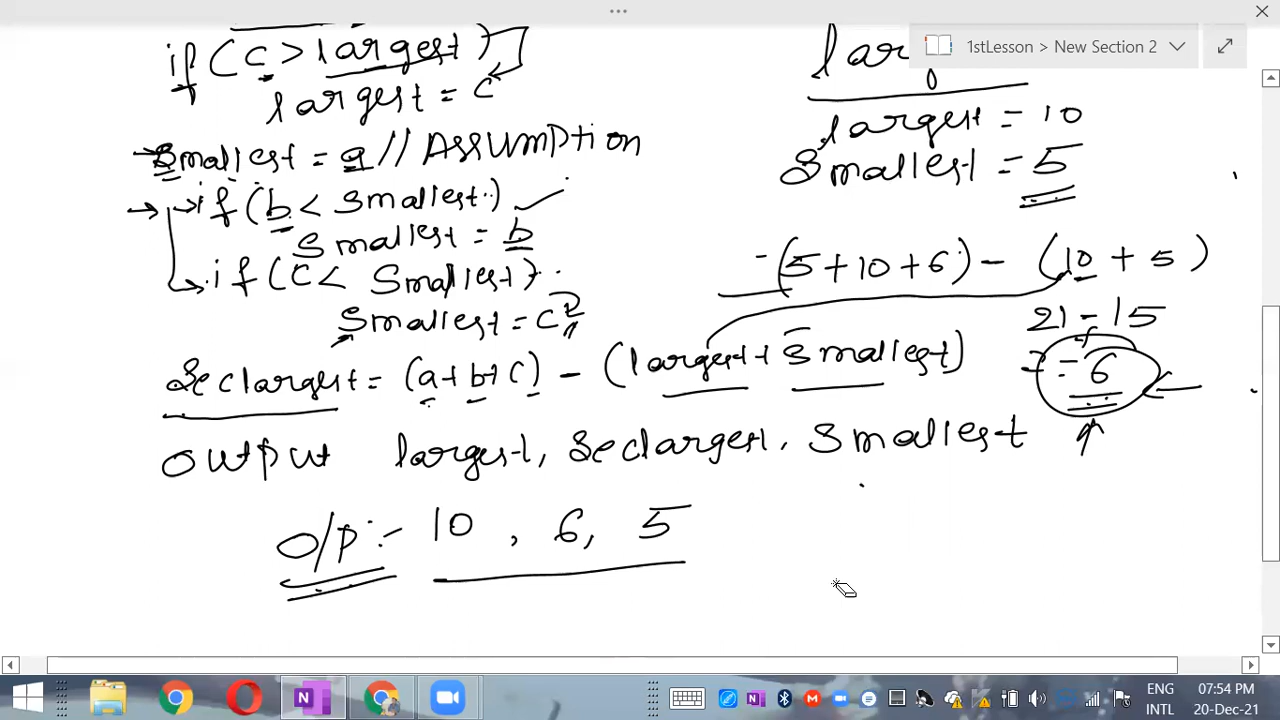 1stLesson > New Section 2
if (c > largest)
largest = c
smallest = a // ASSUMPTION
if (b < smallest)
smallest = b
if (c < smallest)
smallest = c
seclargest = (a+b+c) - (largest + smallest)
output largest, seclargest, smallest
o/p :- 10, 6, 5
largest = 10
smallest = 5
(5+10+6) - (10+5)
21-15
= 6
ENG 07:54 PM
INTL 20-Dec-21